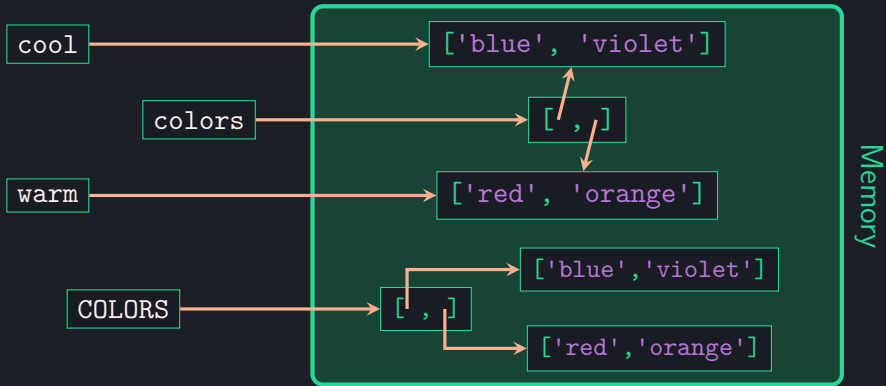 cool
['blue', 'violet']
colors
[ , ]
warm
['red', 'orange']
Memory
COLORS
[ , ]
['blue','violet']
['red','orange']